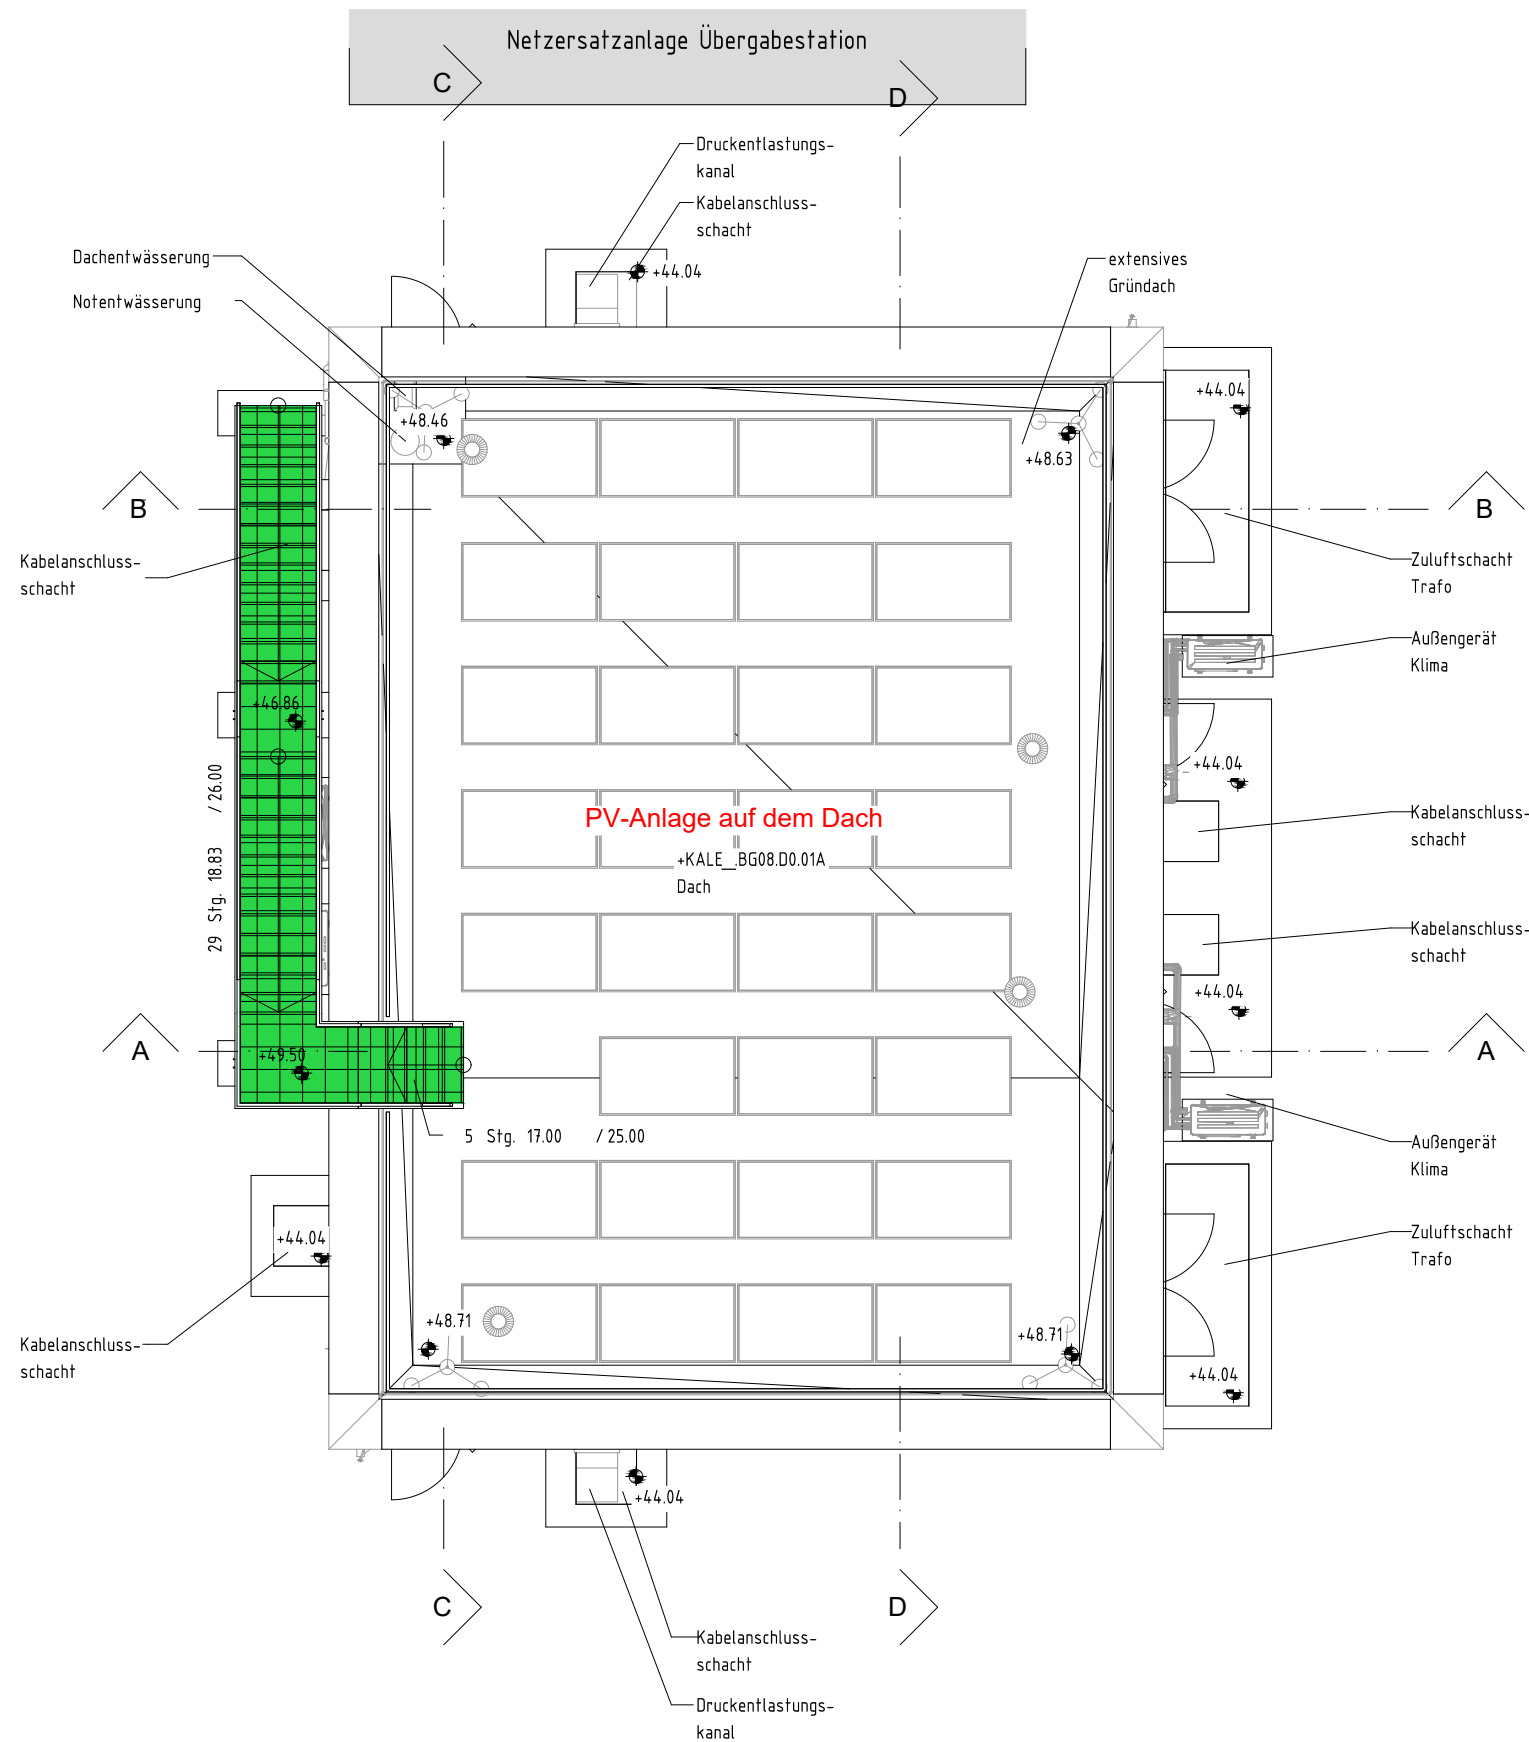 Netzersatzanlage Übergabestation
C
D
Druckentlastungs-
kanal
Kabelanschluss-
schacht
+44.04
Dachentwässerung
Notentwässerung
extensives
Gründach
+44.04
+48.46
+48.63
B
B
Kabelanschluss-
schacht
Zuluftschacht
Trafo
Außengerät
Klima
+46.86
+44.04
29 Stg. 18.83 / 26.00
PV-Anlage auf dem Dach
+KALE__.BG08.D0.01A
Dach
Kabelanschluss-
schacht
Kabelanschluss-
schacht
+44.04
A
+49.50
A
5 Stg. 17.00 / 25.00
Außengerät
Klima
+44.04
Zuluftschacht
Trafo
+48.71
+48.71
Kabelanschluss-
schacht
+44.04
+44.04
C
D
Kabelanschluss-
schacht
Druckentlastungs-
kanal